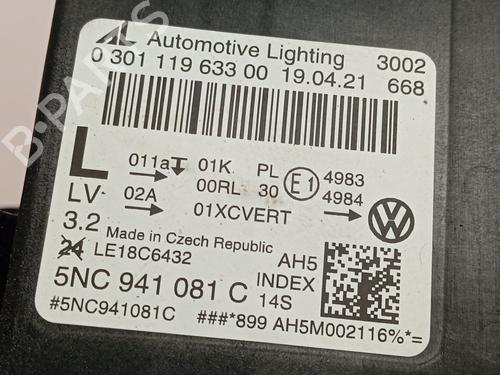 AL Automotive Lighting 3002
0 301 119 633 00 19.04.21 668
L 011a 01K PL E1 4983
00RL 30 4984
LV 02A 01XCVERT
3.2 Made in Czech Republic
24 LE18C6432 AH5
5NC 941 081 C INDEX
14S
#5NC941081C ###*899 AH5M002116%*=
B-PARTS